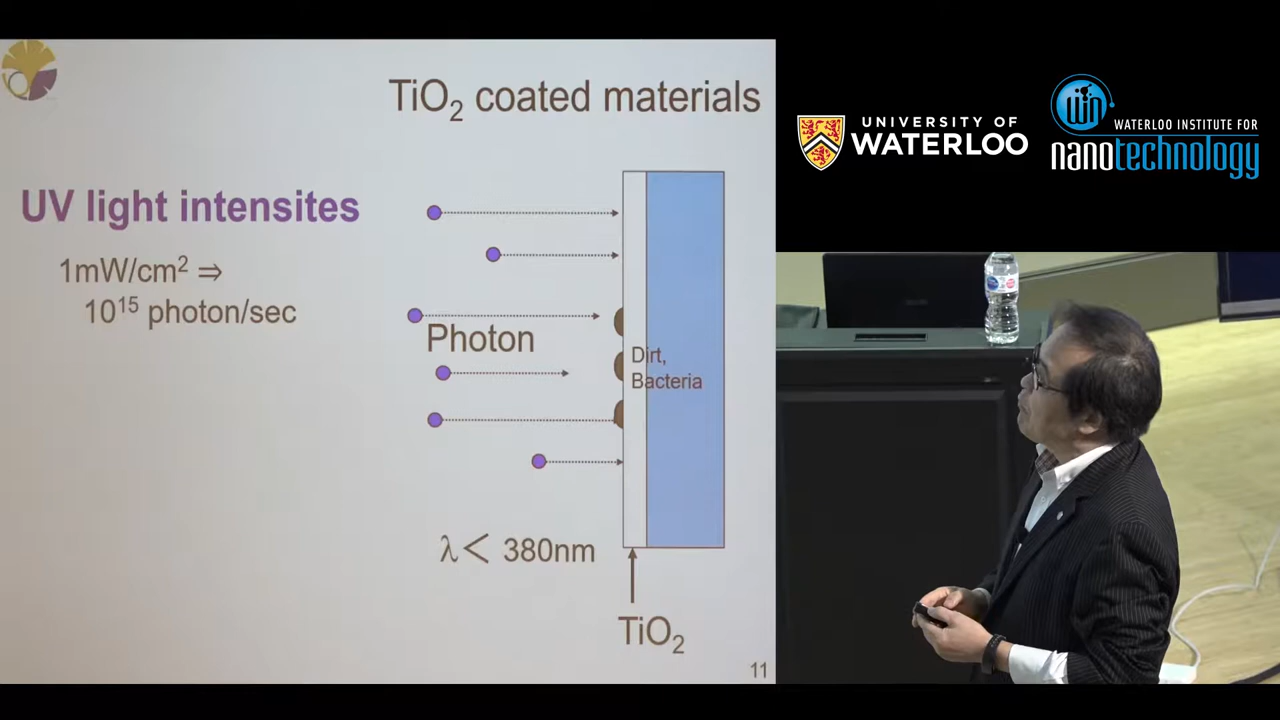 TiO₂ coated materials
UV light intensites
1mW/cm² ⇒
10¹⁵ photon/sec
Photon
Dirt,
Bacteria
λ＜ 380nm
TiO₂
11
UNIVERSITY OF
WATERLOO
win
WATERLOO INSTITUTE FOR
nanotechnology